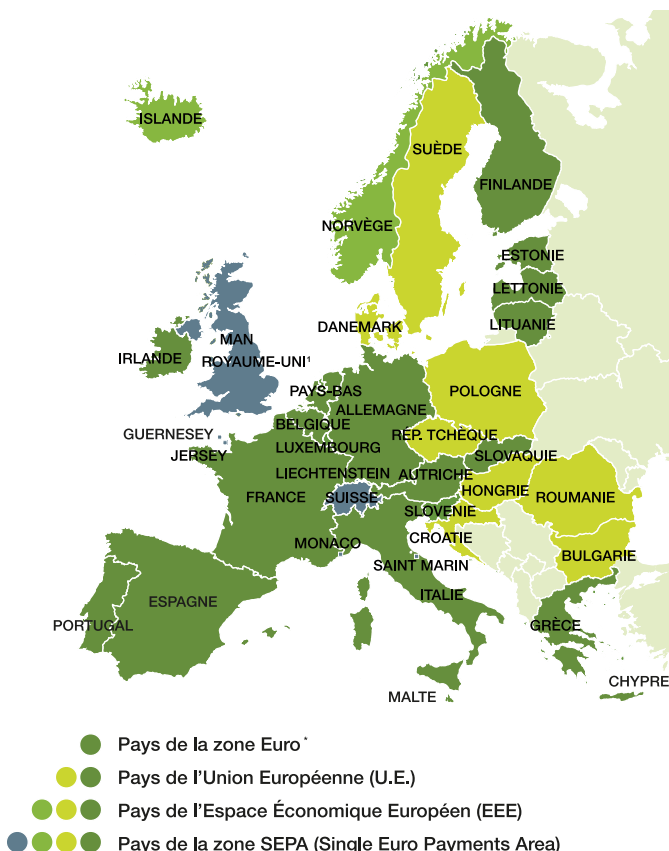 ISLANDE
SUÈDE
FINLANDE
NORVÈGE
ESTONIE
LETTONIE
LITUANIE
DANEMARK
MAN
IRLANDE
ROYAUME-UNI¹
PAYS-BAS
POLOGNE
ALLEMAGNE
BELGIQUE
GUERNESEY
RÉP. TCHÈQUE
JERSEY
LUXEMBOURG
SLOVAQUIE
LIECHTENSTEIN
AUTRICHE
HONGRIE
FRANCE
SUISSE
ROUMANIE
SLOVENIE
MONACO
CROATIE
BULGARIE
SAINT MARIN
ESPAGNE
ITALIE
PORTUGAL
GRÈCE
CHYPRE
MALTE
Pays de la zone Euro*
Pays de l'Union Européenne (U.E.)
Pays de l'Espace Économique Européen (EEE)
Pays de la zone SEPA (Single Euro Payments Area)